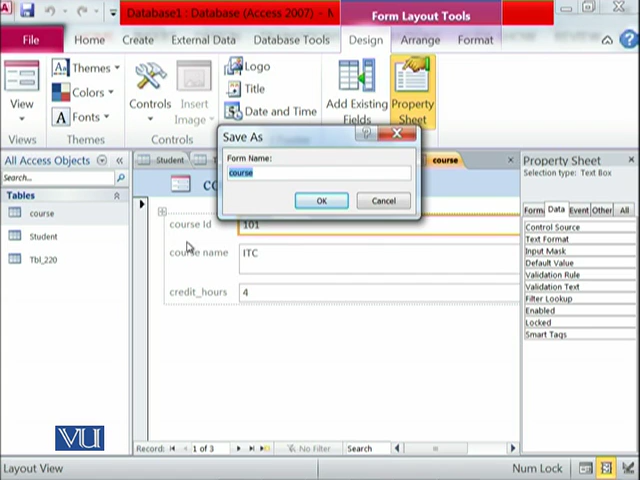 Database1 : Database (Access 2007) -
Form Layout Tools
File
Home
Create
External Data
Database Tools
Design
Arrange
Format
View
Themes
Colors
Fonts
Controls
Insert
Image
Logo
Title
Date and Time
Add Existing
Fields
Property
Sheet
Views
Themes
Controls
Save As
Form Name:
course
OK
Cancel
All Access Objects
Search...
Tables
course
Student
Tbl_220
Student
course
course Id
101
course name
ITC
credit_hours
4
Property Sheet
Selection type: Text Box
Form
Data
Event
Other
All
Control Source
Text Format
Input Mask
Default Value
Validation Rule
Validation Text
Filter Lookup
Enabled
Locked
Smart Tags
VU
Record:
1 of 3
No Filter
Search
Layout View
Num Lock